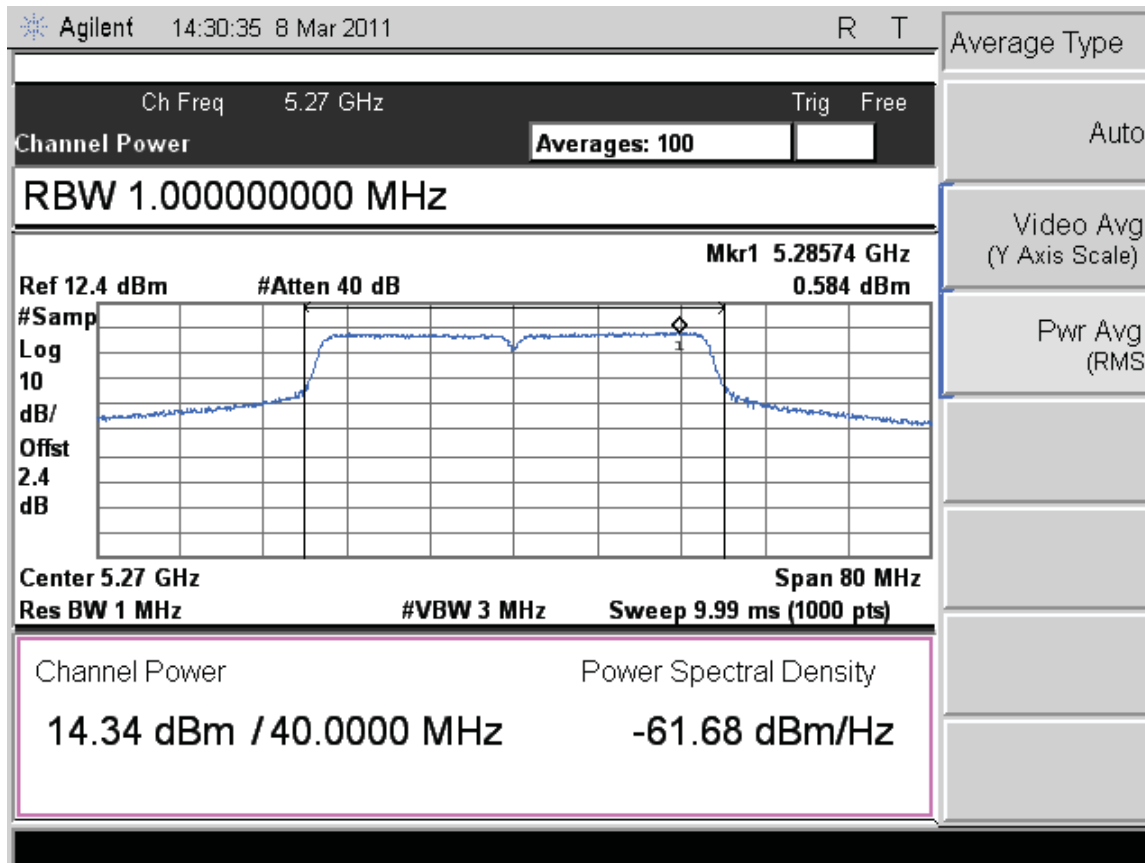 Agilent 14:30:35 8 Mar 2011 R T
Average Type
Ch Freq 5.27 GHz Trig Free
Channel Power Averages: 100
Auto
RBW 1.000000000 MHz
Video Avg
(Y Axis Scale)
Mkr1 5.28574 GHz
Ref 12.4 dBm #Atten 40 dB 0.584 dBm
#Samp
Log
10
dB/
Offst
2.4
dB
1
Pwr Avg
(RMS
Center 5.27 GHz Span 80 MHz
Res BW 1 MHz #VBW 3 MHz Sweep 9.99 ms (1000 pts)
Channel Power Power Spectral Density
14.34 dBm / 40.0000 MHz -61.68 dBm/Hz